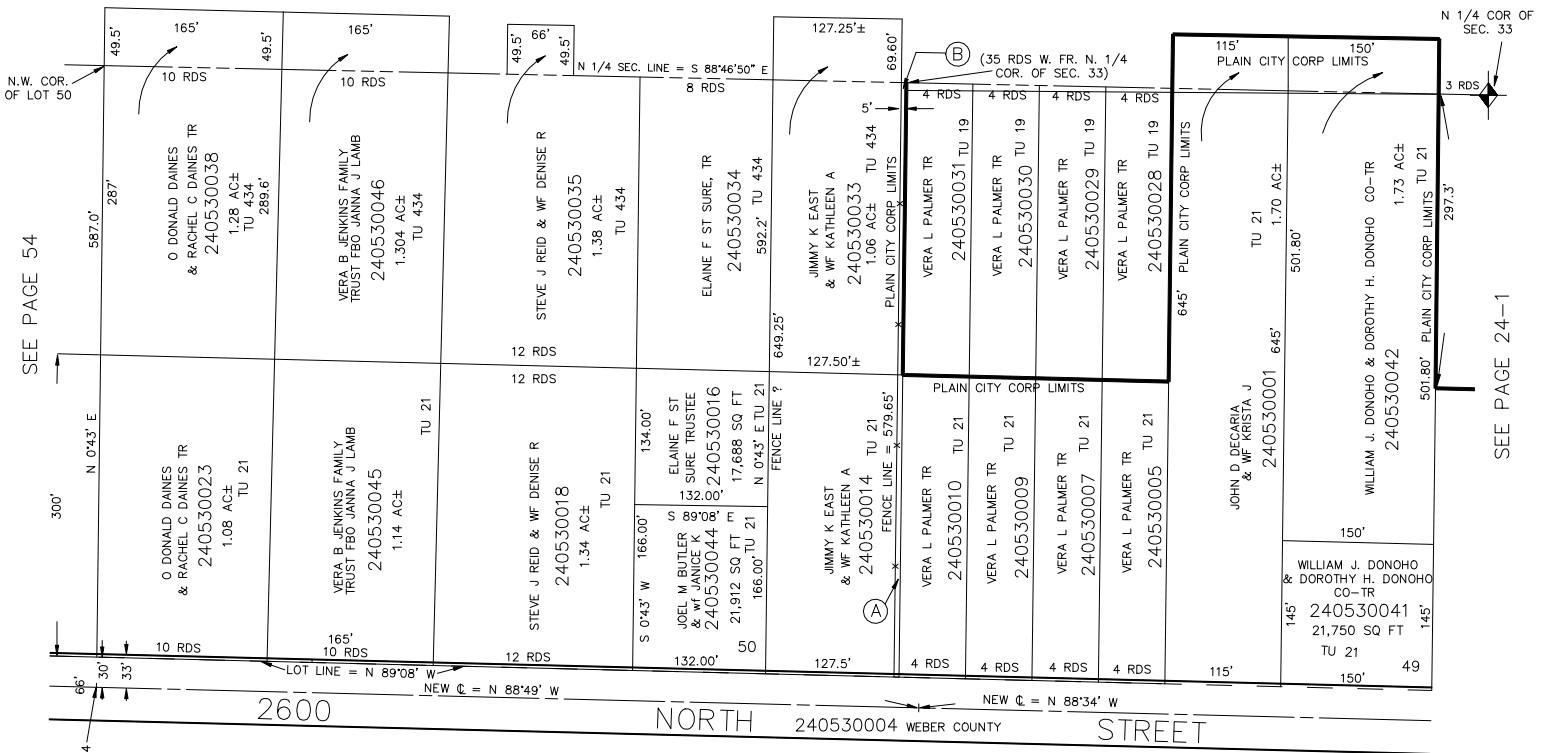 165'
49.5'
49.5'
165'
66'
49.5'
49.5'
127.25'±
69.60'
B
(35 RDS W. FR. N. 1/4
COR. OF SEC. 33)
115'
150'
PLAIN CITY CORP LIMITS
N 1/4 COR OF
SEC. 33
N.W. COR.
OF LOT 50
10 RDS
10 RDS
N 1/4 SEC. LINE = S 88°46'50" E
8 RDS
5'
4 RDS
4 RDS
4 RDS
4 RDS
3 RDS
SEE PAGE 54
587.0'
287'
O DONALD DAINES
& RACHEL C DAINES TR
240530038
1.28 AC±
TU 434
289.6'
VERA B JENKINS FAMILY
TRUST FBO JANNA J LAMB
240530046
1.304 AC±
TU 434
STEVE J REID & WF DENISE R
240530035
1.38 AC±
TU 434
ELAINE F ST SURE, TR
240530034
592.2' TU 434
JIMMY K EAST
& WF KATHLEEN A
240530033
1.06 AC± TU 434
PLAIN CITY CORP LIMITS
VERA L PALMER TR
240530031 TU 19
VERA L PALMER TR
240530030 TU 19
VERA L PALMER TR
240530029 TU 19
VERA L PALMER TR
240530028 TU 19
645' PLAIN CITY CORP LIMITS
JOHN D DECARIA
& WF KRISTA J
240530001
TU 21
1.70 AC±
645'
501.80'
WILLIAM J. DONOHO & DOROTHY H. DONOHO CO-TR
240530042
1.73 AC±
TU 21
501.80' PLAIN CITY CORP LIMITS
297.3'
SEE PAGE 24-1
12 RDS
12 RDS
649.25'
127.50'±
PLAIN CITY CORP LIMITS
N 0°43' E
300'
O DONALD DAINES
& RACHEL C DAINES TR
240530023
1.08 AC±
TU 21
VERA B JENKINS FAMILY
TRUST FBO JANNA J LAMB
240530045
1.14 AC±
TU 21
STEVE J REID & WF DENISE R
240530018
1.34 AC±
TU 21
134.00'
ELAINE F ST
SURE TRUSTEE
240530016
17,688 SQ FT
N 0°43' E TU 21
FENCE LINE ?
132.00'
S 89°08' E
S 0°43' W 166.00'
JOEL M BUTLER
& wf JANICE K
240530044
21,912 SQ FT
166.00' TU 21
50
JIMMY K EAST
& WF KATHLEEN A
240530014
TU 21
FENCE LINE = 579.65'
A
VERA L PALMER TR
240530010 TU 21
VERA L PALMER TR
240530009 TU 21
VERA L PALMER TR
240530007 TU 21
VERA L PALMER TR
240530005 TU 21
150'
WILLIAM J. DONOHO
& DOROTHY H. DONOHO
CO-TR
145'
240530041
145'
21,750 SQ FT
TU 21
49
10 RDS
165'
10 RDS
12 RDS
132.00'
127.5'
4 RDS
4 RDS
4 RDS
4 RDS
115'
150'
66'
30'
33'
LOT LINE = N 89°08' W
NEW ℄ = N 88°49' W
NEW ℄ = N 88°34' W
2600 NORTH 240530004 WEBER COUNTY STREET
4